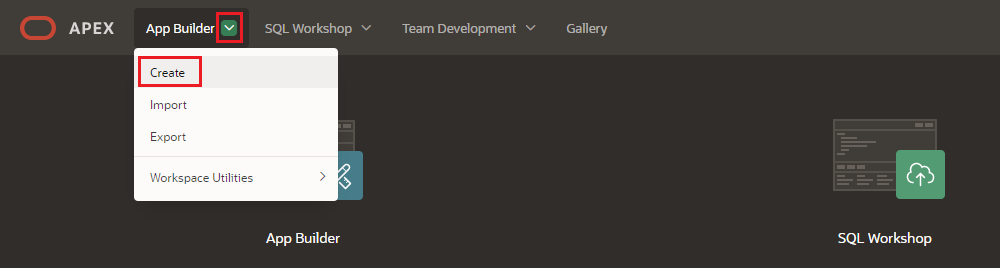 APEX App Builder SQL Workshop Team Development Gallery
Create
Import
Export
Workspace Utilities
App Builder SQL Workshop